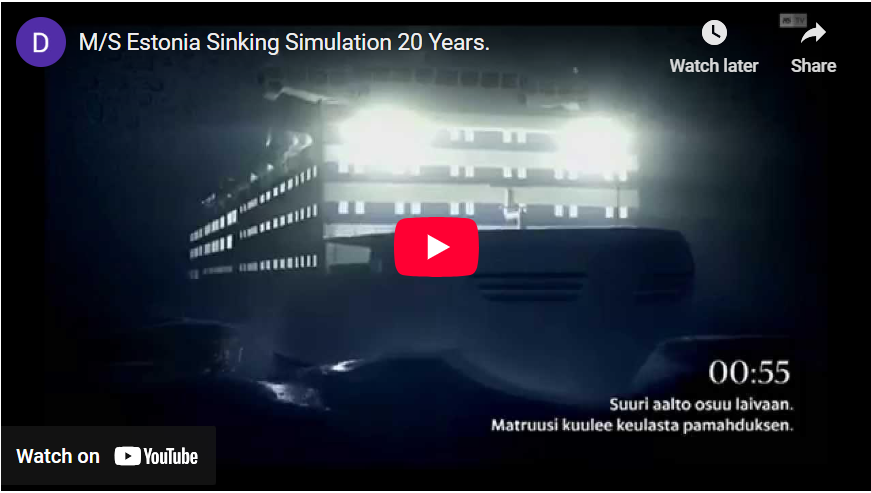 D
M/S Estonia Sinking Simulation 20 Years.
TV
Watch later
Share
00:55
Suuri aalto osuu laivaan.
Matruusi kuulee keulasta pamahduksen.
Watch on YouTube